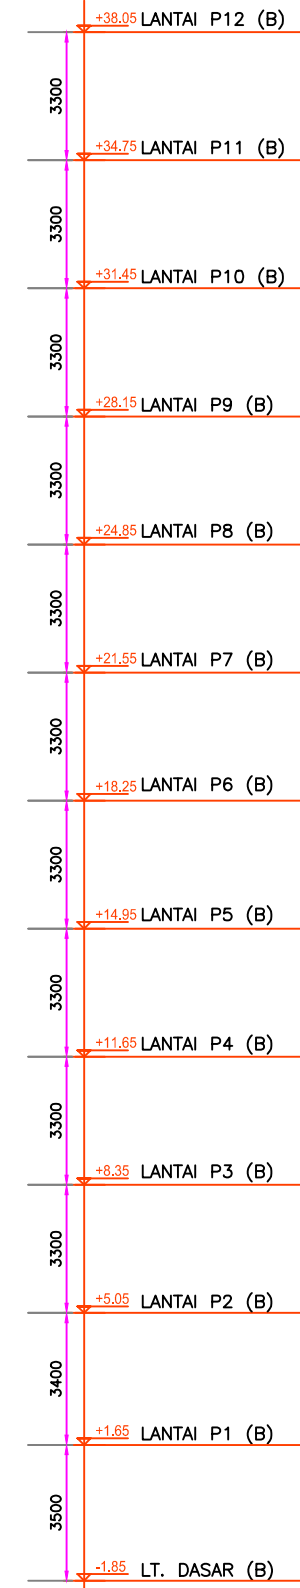 +38.05 LANTAI P12 (B)
3300
+34.75 LANTAI P11 (B)
3300
+31.45 LANTAI P10 (B)
3300
+28.15 LANTAI P9 (B)
3300
+24.85 LANTAI P8 (B)
3300
+21.55 LANTAI P7 (B)
3300
+18.25 LANTAI P6 (B)
3300
+14.95 LANTAI P5 (B)
3300
+11.65 LANTAI P4 (B)
3300
+8.35 LANTAI P3 (B)
3300
+5.05 LANTAI P2 (B)
3400
+1.65 LANTAI P1 (B)
3500
-1.85 LT. DASAR (B)